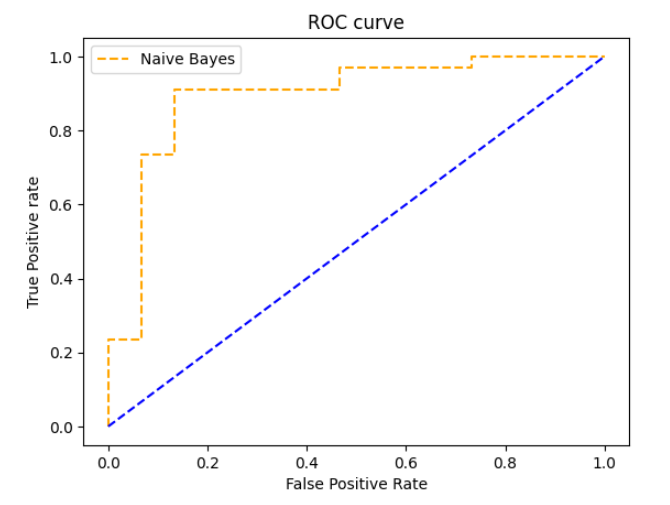 ROC curve
Naive Bayes
1.0
0.8
0.6
0.4
0.2
0.0
True Positive rate
0.0 0.2 0.4 0.6 0.8 1.0
False Positive Rate